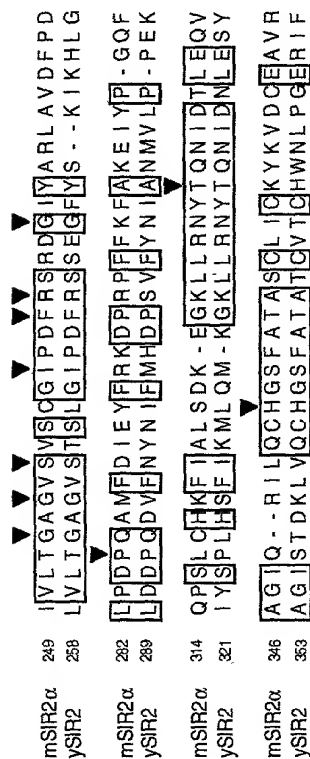 mSIR2α 249 IVLTGAGVSVSCGIPDFRSRDGIYARLAVDFPD
ySIR2 258 LVLTGAGVSTSLGIPDFRSSEGFYS--KIKHLG
mSIR2α 282 LPDPQAMFDIEYFRKDPRPFFKFAKEIYP-GQF
ySIR2 289 LDDPQDVFNYNIFMHDPSVFYNIANMVLP-PEK
mSIR2α 314 QPSLCHKFIALSDK-EGKLLRNYTQNIDTLEQV
ySIR2 321 IYSPLHSFIKMLQM-KGKLLRNYTQNIDNLESY
mSIR2α 346 AGIQ--RILQCHGSFATASCLICKYKVDCEAVR
ySIR2 353 AGISTDKLVQCHGSFATATCVTCHWNLPGERIF